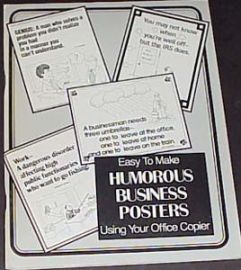 GENIUS: A man who solves a
problem you didn't realize
you had
in a manner you
can't understand.
You may not know
when
you're well off-
but the IRS does.
A businessman needs
three umbrellas-
one to leave at the office,
one to leave at home
and one to leave on the train.
Work-
A dangerous disorder
affecting high
public functionaries
who want to go fishing.
Easy To Make
HUMOROUS
BUSINESS
POSTERS
Using Your Office Copier